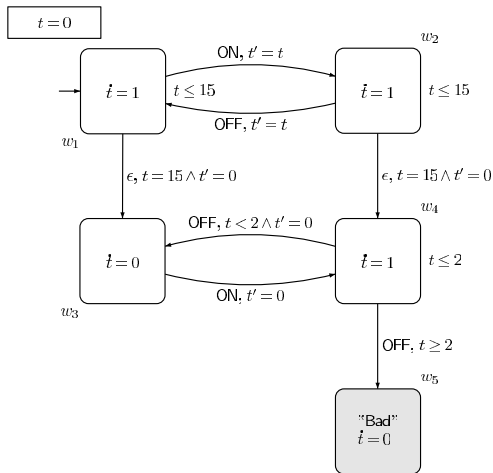 t = 0
w₂
ON, t′ = t
ṫ = 1
t ≤ 15
ṫ = 1
t ≤ 15
OFF, t′ = t
w₁
ϵ, t = 15 ∧ t′ = 0
ϵ, t = 15 ∧ t′ = 0
w₄
OFF, t < 2 ∧ t′ = 0
ṫ = 0
ṫ = 1
t ≤ 2
ON, t′ = 0
w₃
OFF, t ≥ 2
w₅
"Bad"
ṫ = 0